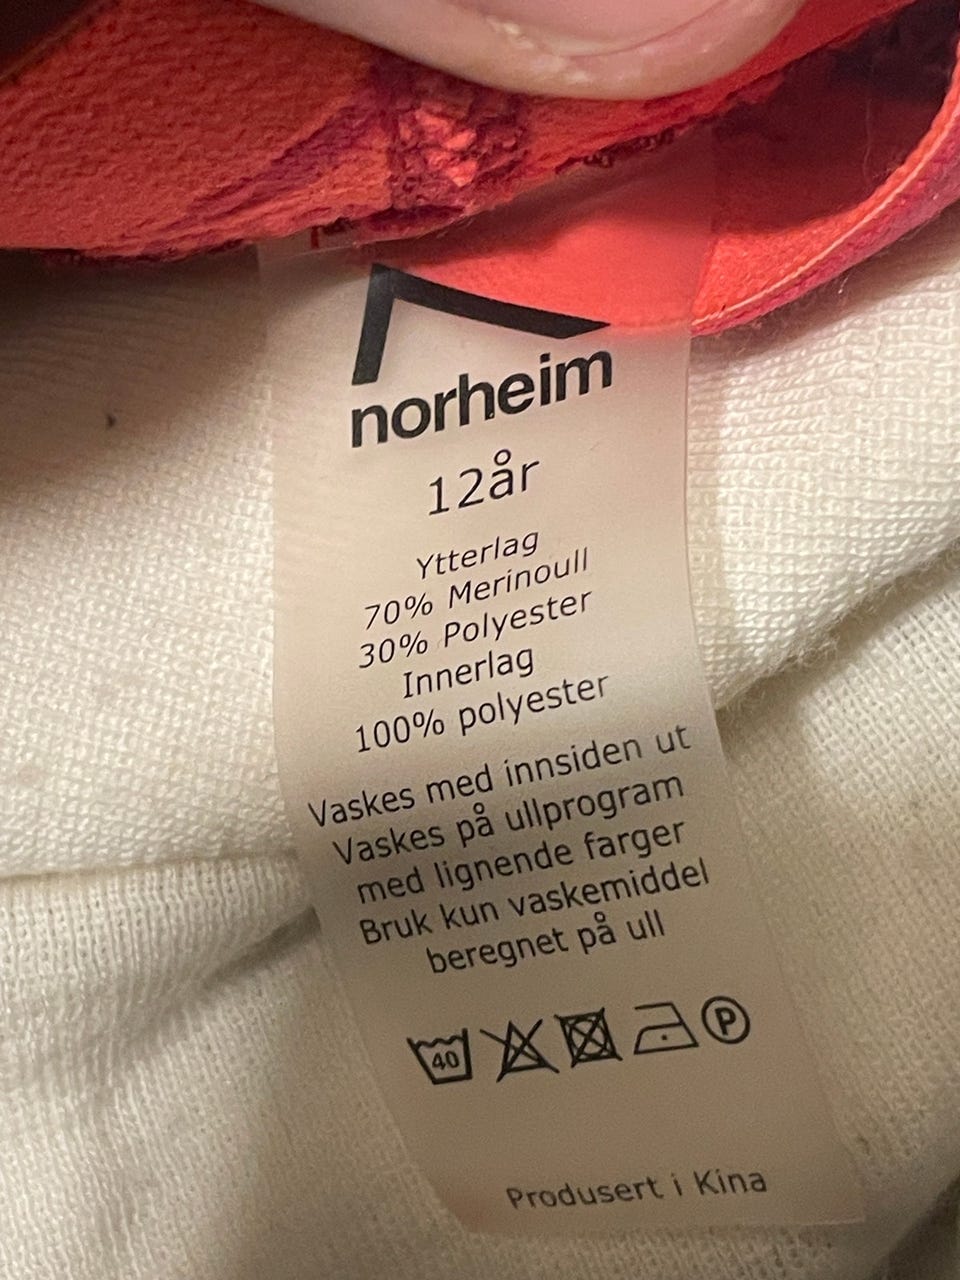 norheim
12år
Ytterlag
70% Merinoull
30% Polyester
Innerlag
100% polyester
Vaskes med innsiden ut
Vaskes på ullprogram
med lignende farger
Bruk kun vaskemiddel
beregnet på ull
40 P
Produsert i Kina